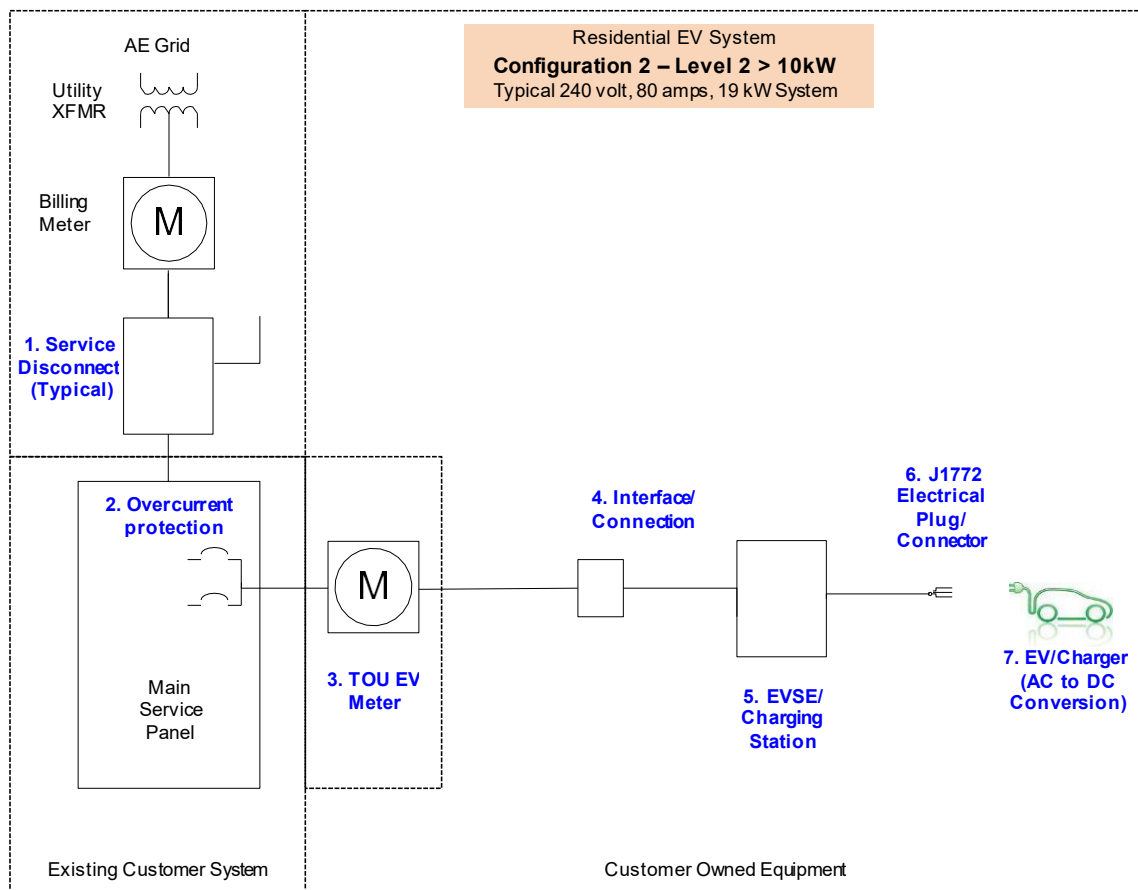 AE Grid
Utility
XFMR
Residential EV System
Configuration 2 – Level 2 > 10kW
Typical 240 volt, 80 amps, 19 kW System
Billing
Meter
M
1. Service
Disconnect
(Typical)
2. Overcurrent
protection
Main
Service
Panel
M
3. TOU EV
Meter
4. Interface/
Connection
5. EVSE/
Charging
Station
6. J1772
Electrical
Plug/
Connector
7. EV/Charger
(AC to DC
Conversion)
Existing Customer System
Customer Owned Equipment